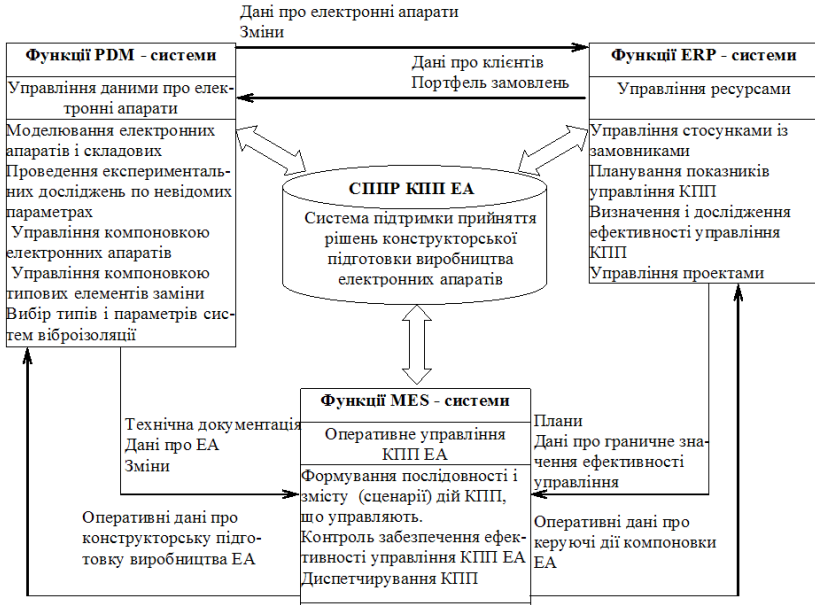 Дані про електронні апарати
Зміни
Функції PDM - системи
Управління даними про елек-
тронні апарати
Моделювання електронних
апаратів і складових
Проведення експерименталь-
них досліджень по невідомих
параметрах
Управління компоновкою
електронних апаратів
Управління компоновкою
типових елементів заміни
Вибір типів і параметрів сис-
тем віброізоляції
Дані про клієнтів
Портфель замовлень
Функції ERP - системи
Управління ресурсами
Управління стосунками із
замовниками
Планування показників
управління КПП
Визначення і дослідження
ефективності управління
КПП
Управління проектами
СППР КПП ЕА
Система підтримки прийняття
рішень конструкторської
підготовки виробництва
електронних апаратів
Технічна документація
Дані про ЕА
Зміни
Функції MES - системи
Оперативне управління
КПП ЕА
Формування послідовності і
змісту (сценарії) дій КПП,
що управляють.
Контроль забезпечення ефек-
тивності управління КПП ЕА
Диспетчирування КПП
Плани
Дані про граничне зна-
чення ефективності
управління
Оперативні дані про
конструкторську підго-
товку виробництва ЕА
Оперативні дані про
керуючі дії компоновки
ЕА